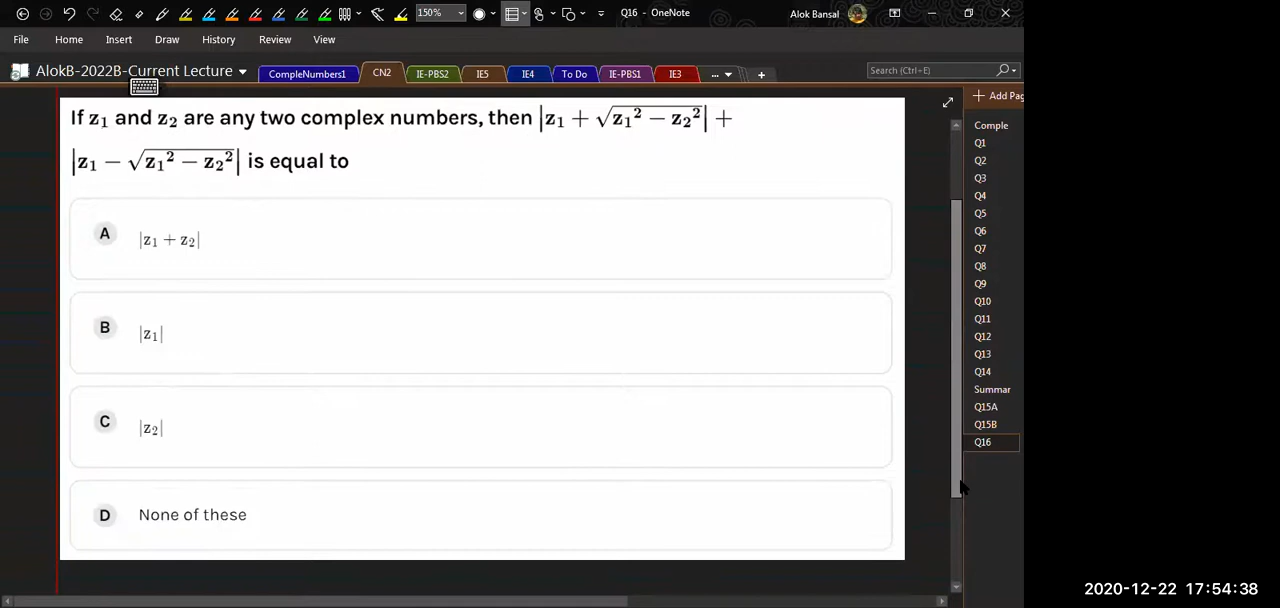 Q16 - OneNote
Alok Bansal
150%
File
Home
Insert
Draw
History
Review
View
AlokB-2022B-Current Lecture
CompleNumbers1
CN2
IE-PBS2
IE5
IE4
To Do
IE-PBS1
IE3
...
Search (Ctrl+E)
Add Pag
If z₁ and z₂ are any two complex numbers, then |z₁ + √(z₁² − z₂²)| +
|z₁ − √(z₁² − z₂²)| is equal to
A |z₁ + z₂|
B |z₁|
C |z₂|
D None of these
Comple
Q1
Q2
Q3
Q4
Q5
Q6
Q7
Q8
Q9
Q10
Q11
Q12
Q13
Q14
Summar
Q15A
Q15B
Q16
2020-12-22 17:54:38